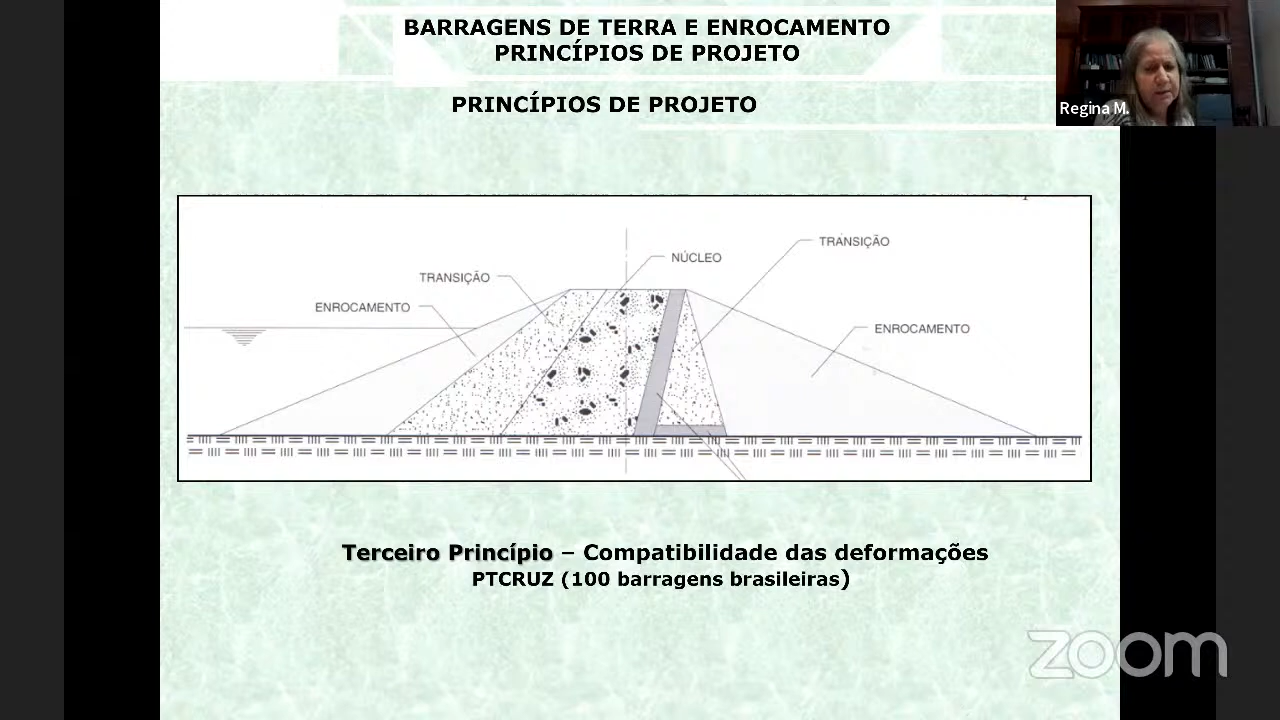 BARRAGENS DE TERRA E ENROCAMENTO
PRINCÍPIOS DE PROJETO
Regina M.
PRINCÍPIOS DE PROJETO
TRANSIÇÃO
NÚCLEO
TRANSIÇÃO
ENROCAMENTO
ENROCAMENTO
Terceiro Princípio – Compatibilidade das deformações
PTCRUZ (100 barragens brasileiras)
zoom